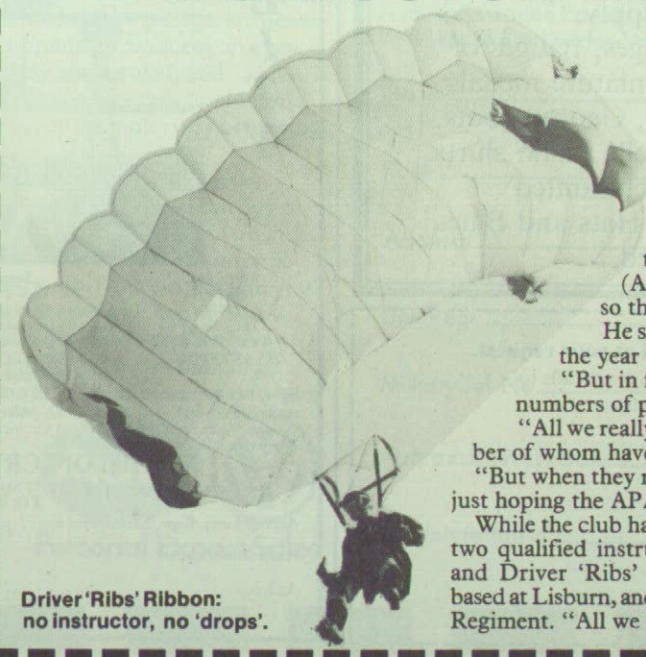 t
(A
so th
He s
the year
"But in f
numbers of p
"All we really
ber of whom have
"But when they r
just hoping the APA
While the club ha
two qualified instru
and Driver 'Ribs'
based at Lisburn, and
Regiment. "All we
Driver 'Ribs' Ribbon:
no instructor, no 'drops'.